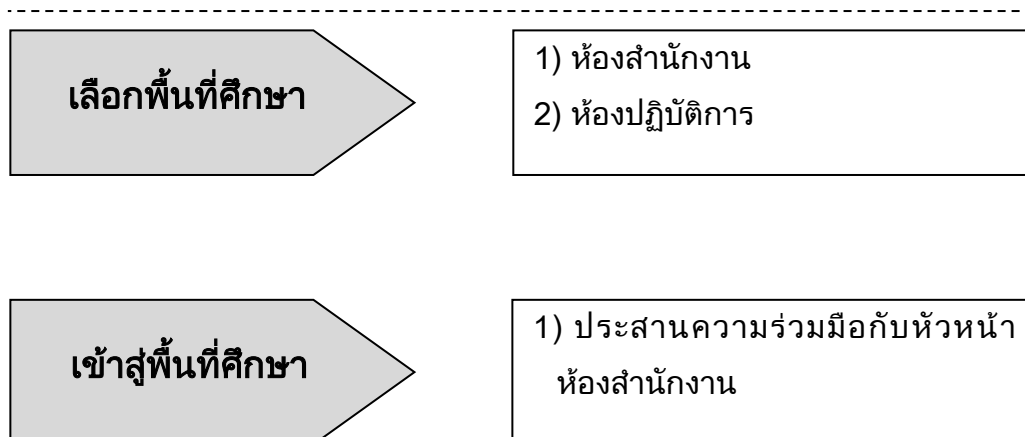 เลือกพื้นที่ศึกษา
1) ห้องสำนักงาน
2) ห้องปฏิบัติการ
เข้าสู่พื้นที่ศึกษา
1) ประสานความร่วมมือกับหัวหน้า
ห้องสำนักงาน